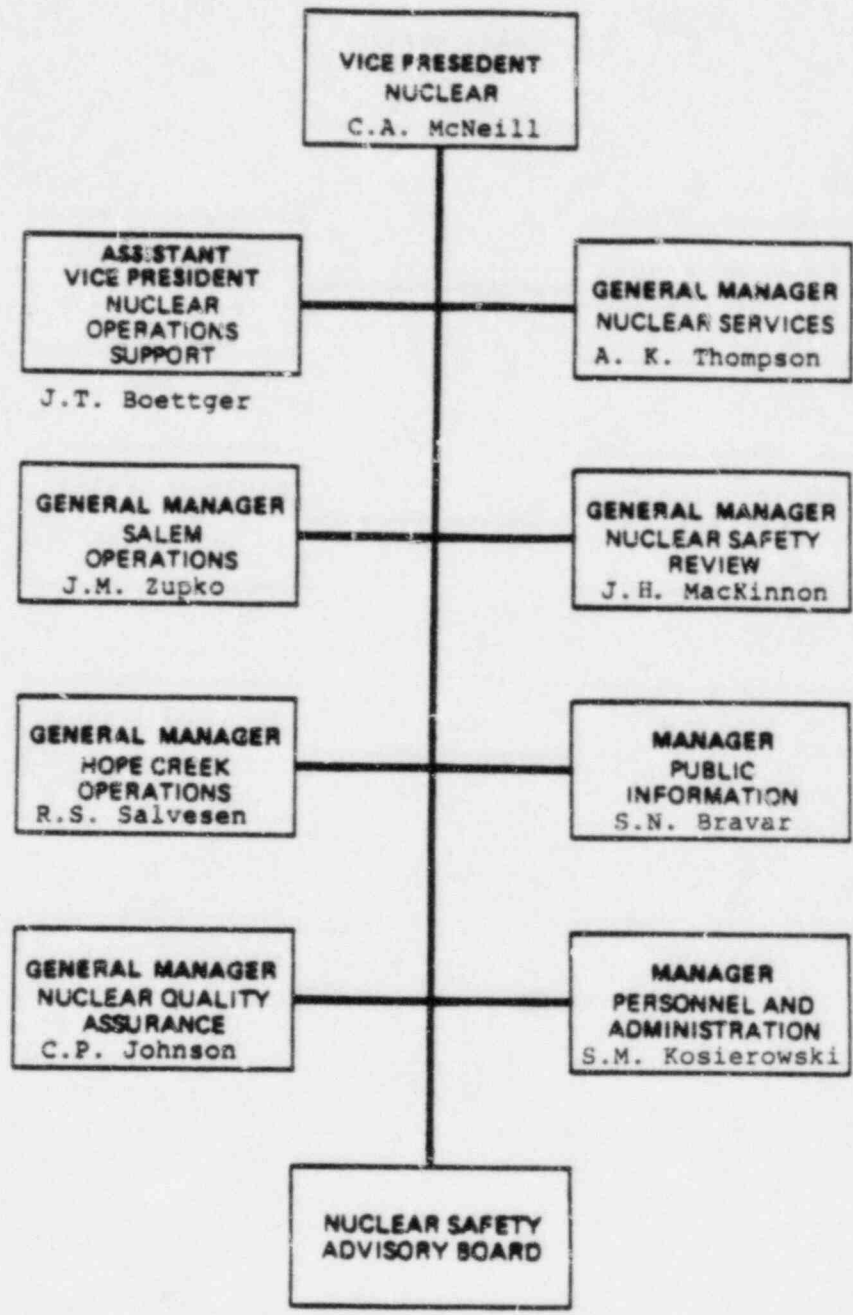 VICE PRESEDENT
NUCLEAR
C.A. McNeill
ASSISTANT
VICE PRESIDENT
NUCLEAR
OPERATIONS
SUPPORT
J.T. Boettger
GENERAL MANAGER
NUCLEAR SERVICES
A. K. Thompson
GENERAL MANAGER
SALEM
OPERATIONS
J.M. Zupko
GENERAL MANAGER
NUCLEAR SAFETY
REVIEW
J.H. MacKinnon
GENERAL MANAGER
HOPE CREEK
OPERATIONS
R.S. Salvesen
MANAGER
PUBLIC
INFORMATION
S.N. Bravar
GENERAL MANAGER
NUCLEAR QUALITY
ASSURANCE
C.P. Johnson
MANAGER
PERSONNEL AND
ADMINISTRATION
S.M. Kosierowski
NUCLEAR SAFETY
ADVISORY BOARD